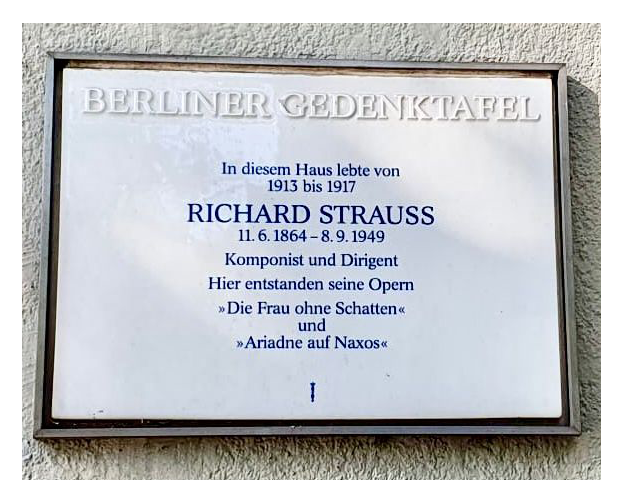 BERLINER GEDENKTAFEL
In diesem Haus lebte von
1913 bis 1917
RICHARD STRAUSS
11. 6. 1864 – 8. 9. 1949
Komponist und Dirigent
Hier entstanden seine Opern
»Die Frau ohne Schatten«
und
»Ariadne auf Naxos«